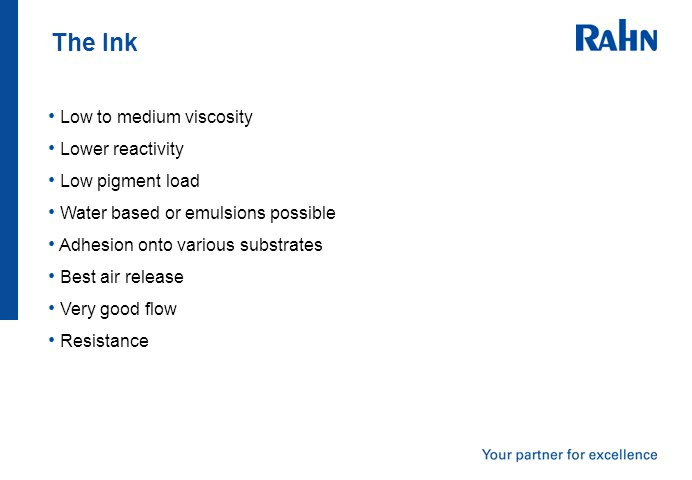 The Ink
RAHN
• Low to medium viscosity
• Lower reactivity
• Low pigment load
• Water based or emulsions possible
• Adhesion onto various substrates
• Best air release
• Very good flow
• Resistance
Your partner for excellence